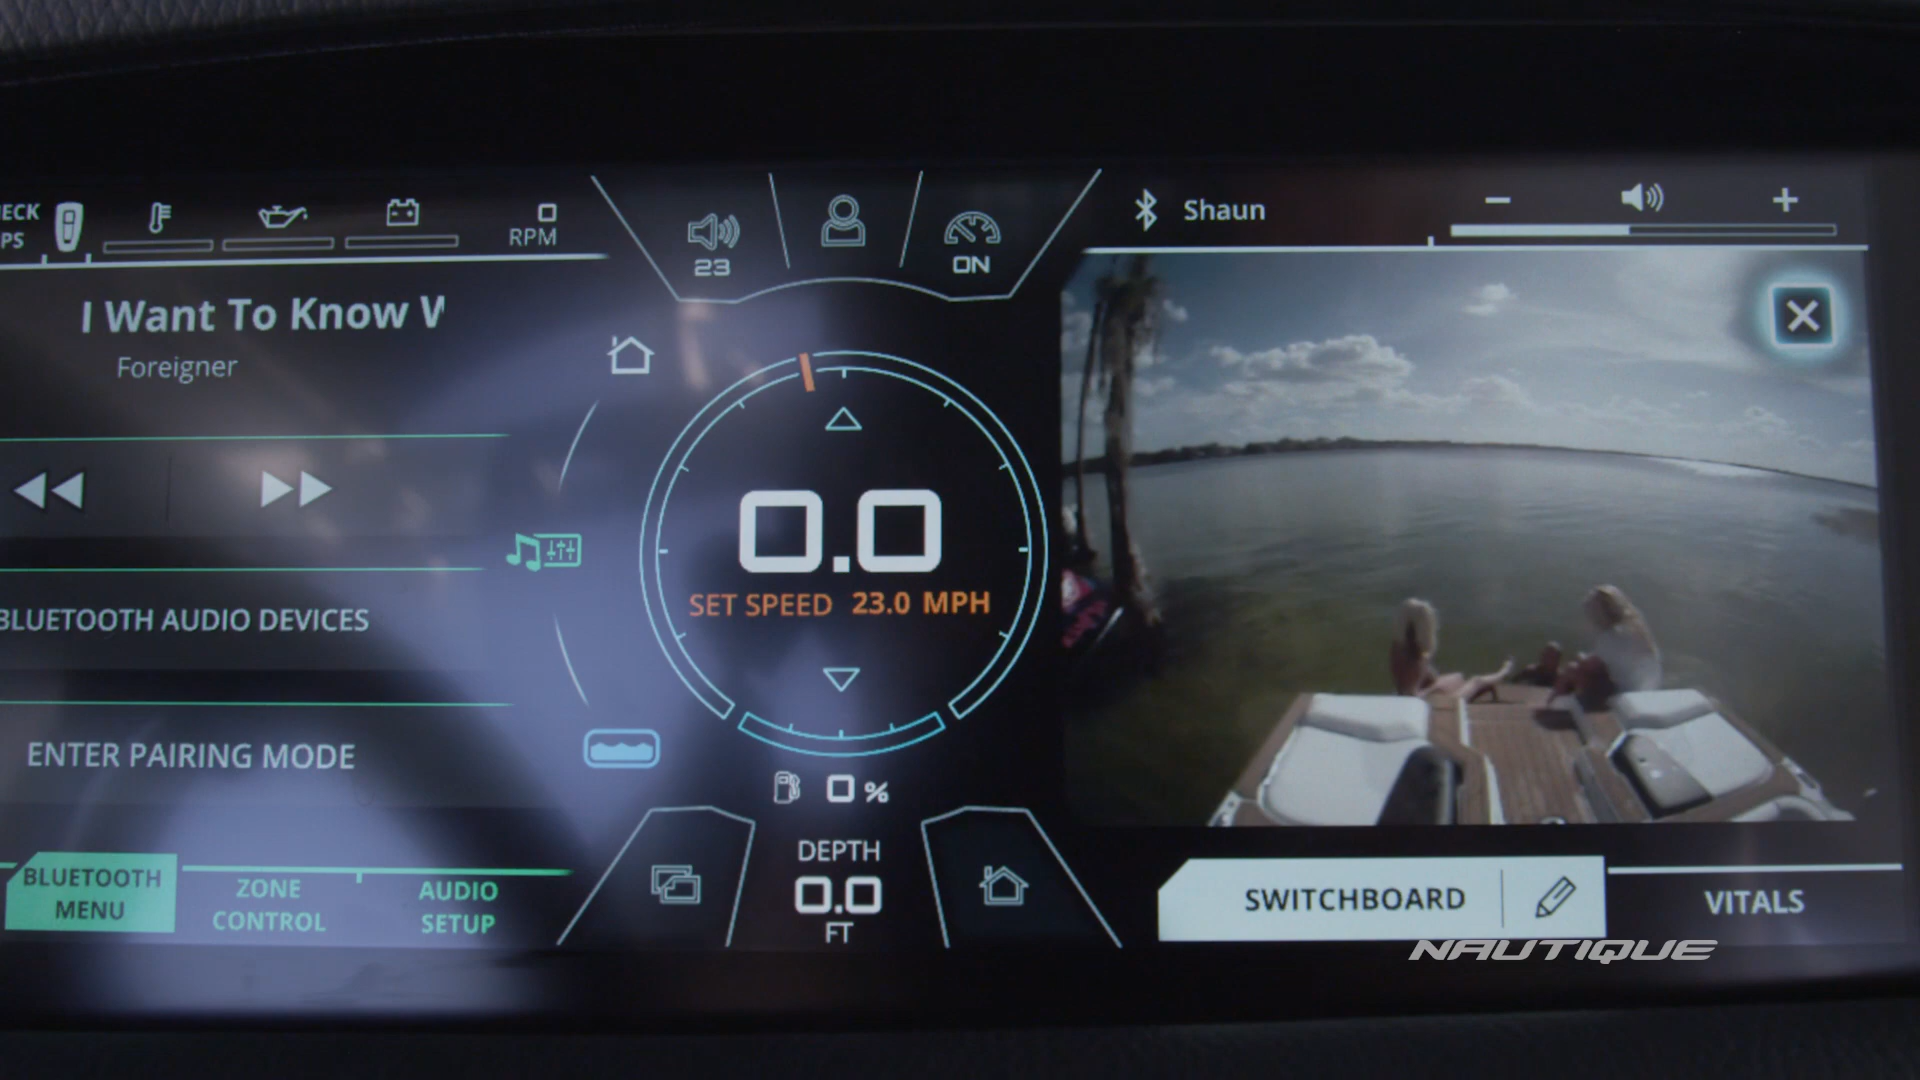 ECK
PS
0
RPM
23
ON
Shaun
I Want To Know
Foreigner
0.0
SET SPEED 23.0 MPH
BLUETOOTH AUDIO DEVICES
ENTER PAIRING MODE
0 %
DEPTH
0.0
FT
BLUETOOTH
MENU
ZONE
CONTROL
AUDIO
SETUP
SWITCHBOARD
VITALS
NAUTIQUE